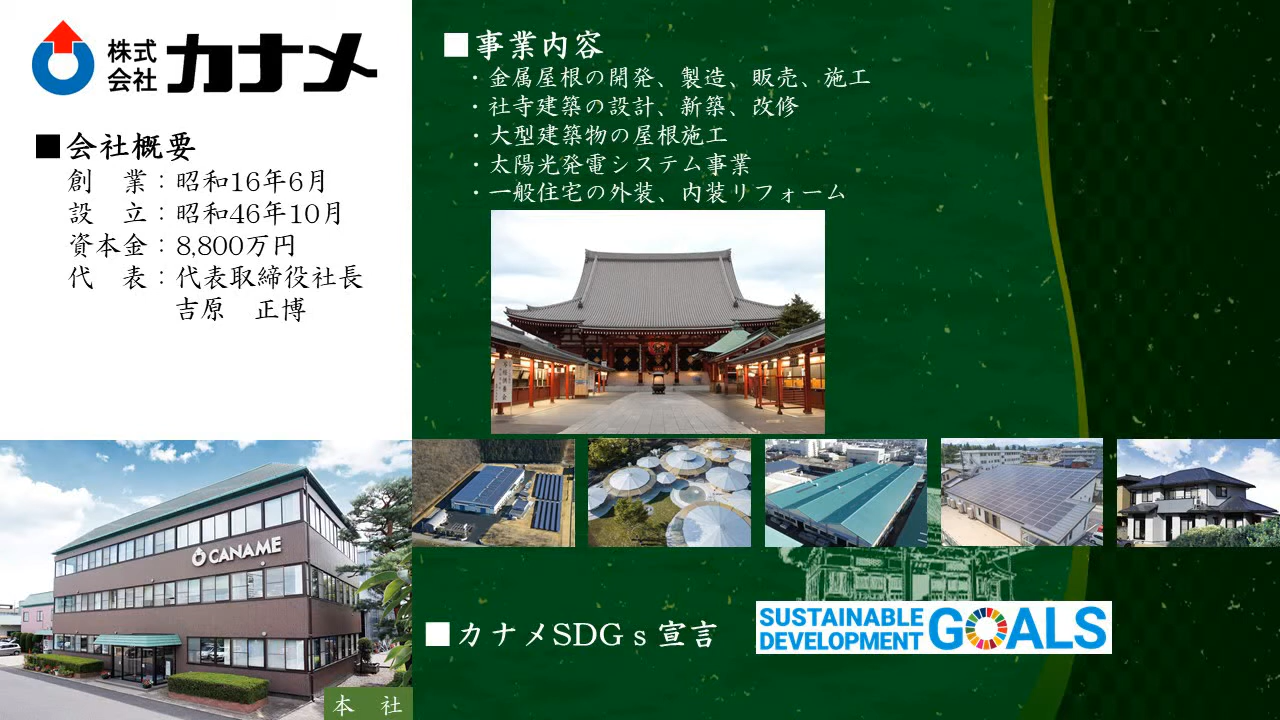 株式会社 カナメ
■会社概要
創　業：昭和16年6月
設　立：昭和46年10月
資本金：8,800万円
代　表：代表取締役社長
吉原　正博
CANAME
本　社
■事業内容
・金属屋根の開発、製造、販売、施工
・社寺建築の設計、新築、改修
・大型建築物の屋根施工
・太陽光発電システム事業
・一般住宅の外装、内装リフォーム
■カナメSDGｓ宣言
SUSTAINABLE
DEVELOPMENT
GOALS